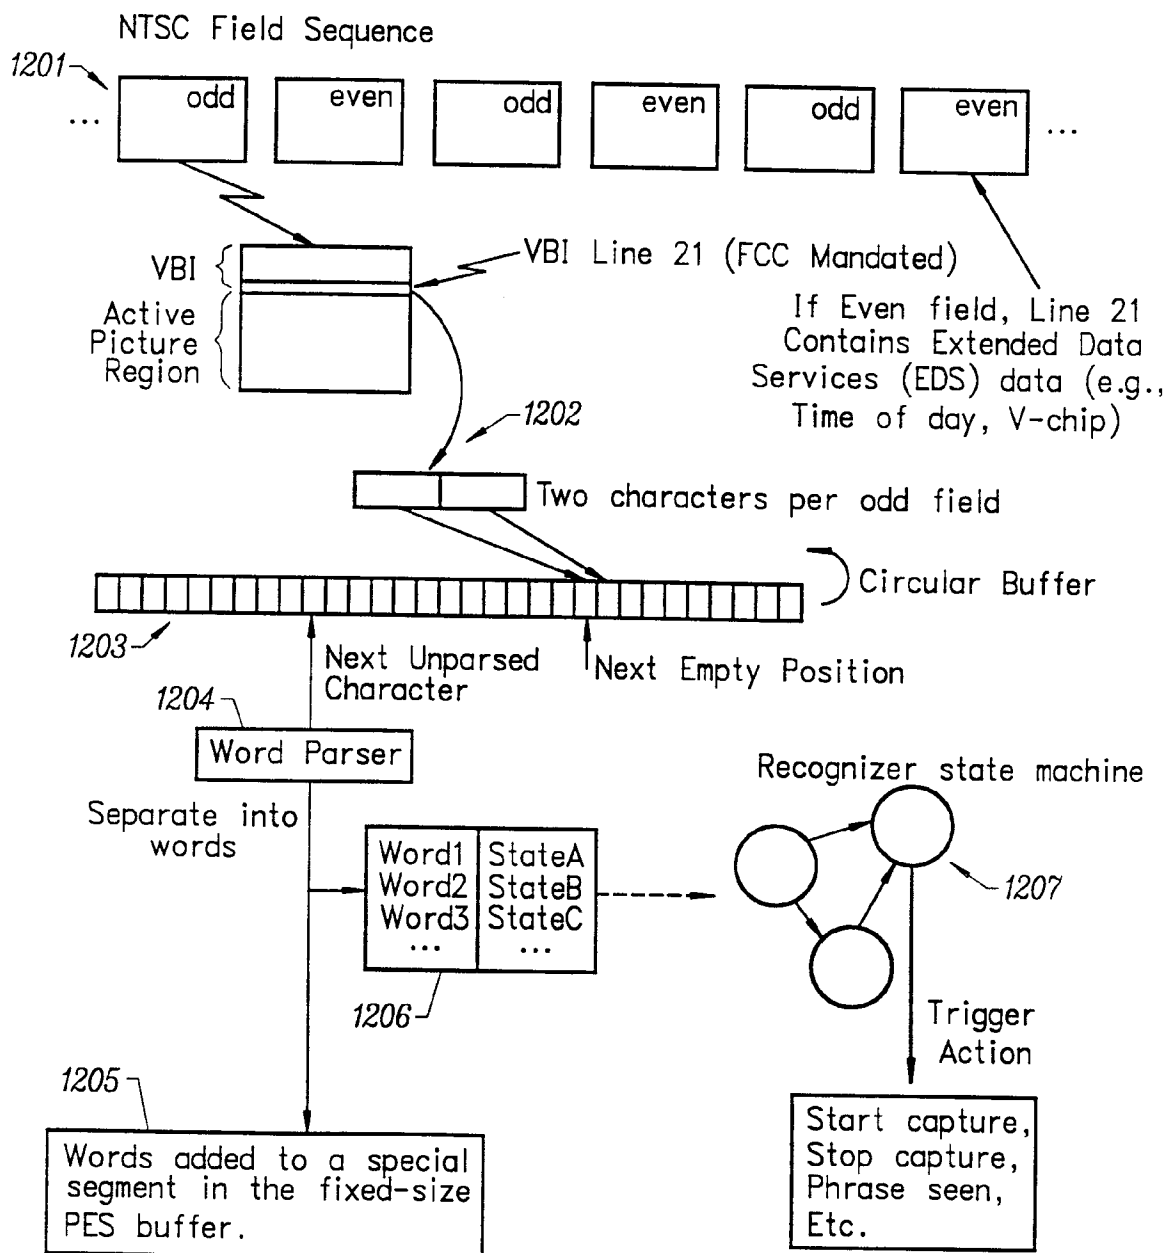 NTSC Field Sequence
1201
... odd even odd even odd even ...
VBI
VBI Line 21 (FCC Mandated)
Active
Picture
Region
If Even field, Line 21
Contains Extended Data
Services (EDS) data (e.g.,
Time of day, V-chip)
1202
Two characters per odd field
Circular Buffer
1203
Next Unparsed
Character
Next Empty Position
1204
Word Parser
Separate into
words
Recognizer state machine
Word1 StateA
Word2 StateB
Word3 StateC
... ...
1207
1206
Trigger
Action
1205
Words added to a special
segment in the fixed-size
PES buffer.
Start capture,
Stop capture,
Phrase seen,
Etc.